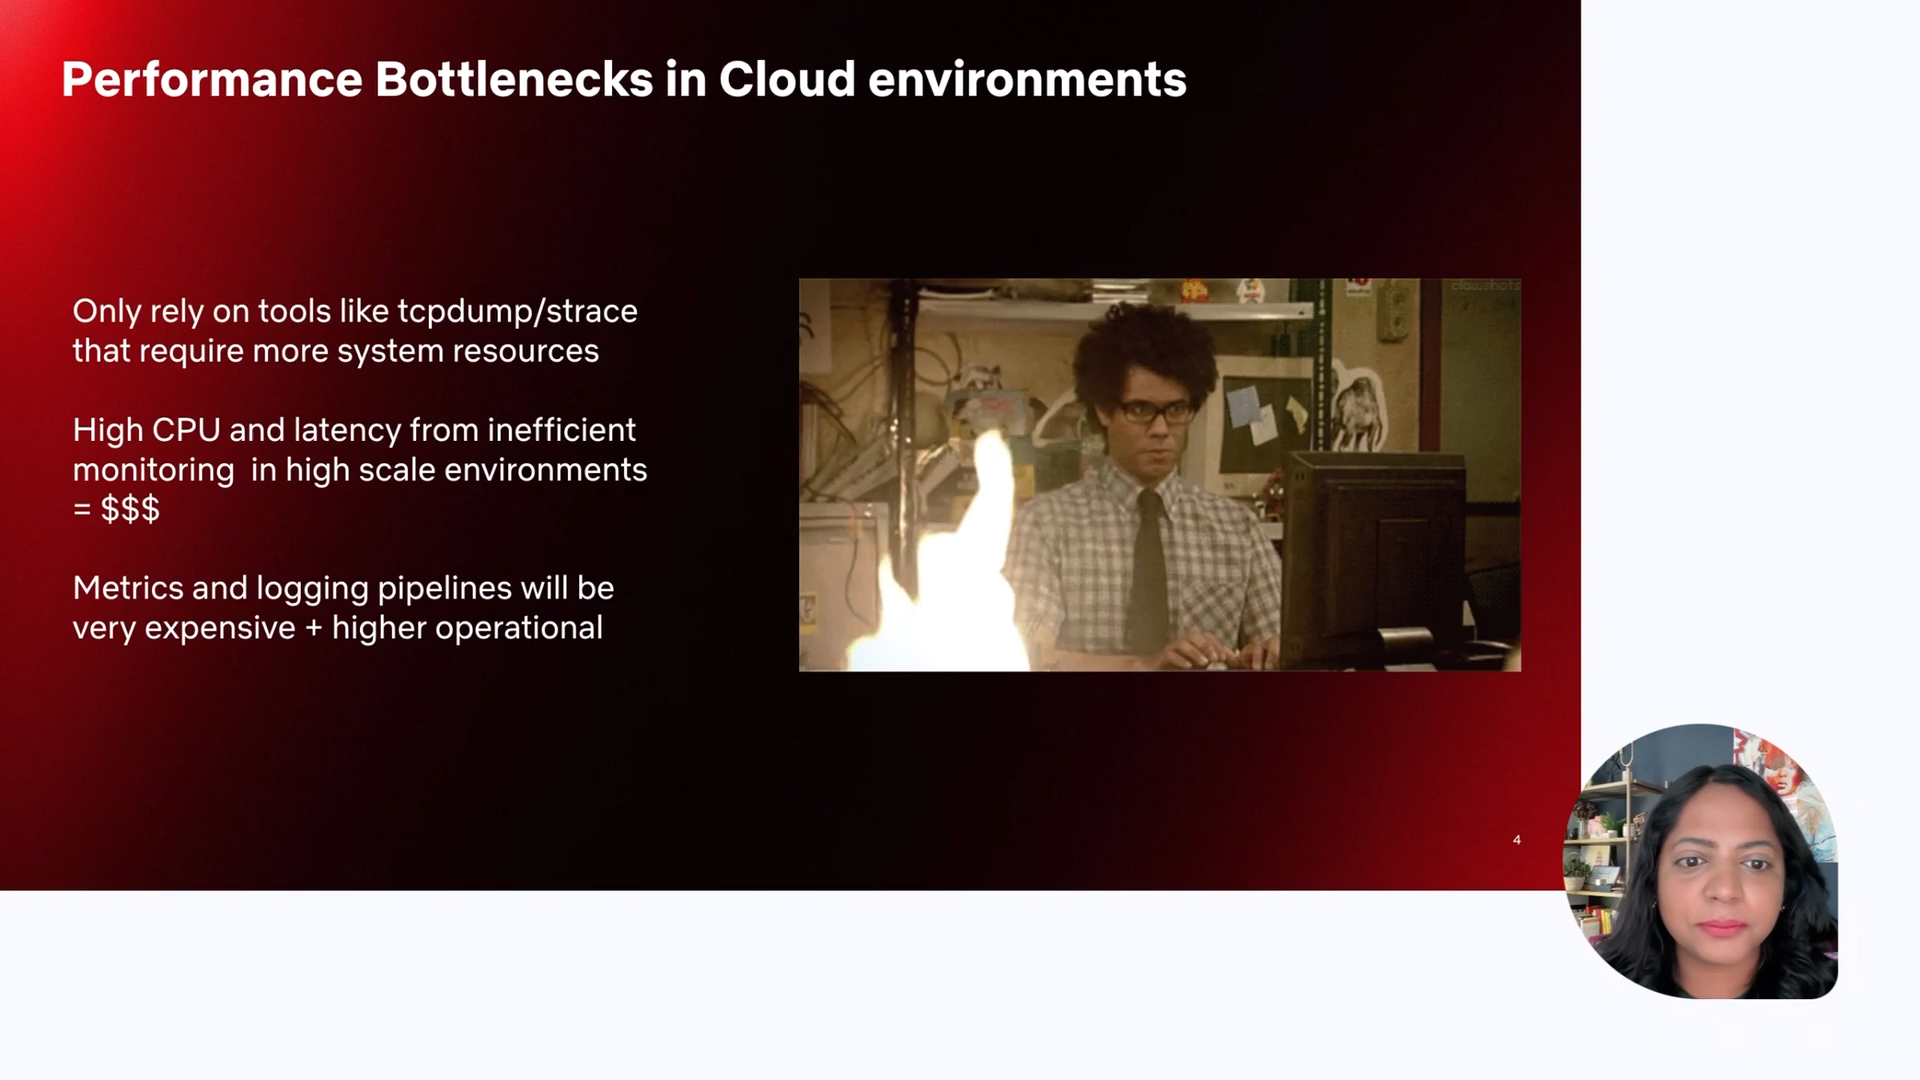 Performance Bottlenecks in Cloud environments
Only rely on tools like tcpdump/strace
that require more system resources
High CPU and latency from inefficient
monitoring  in high scale environments
= $$$
Metrics and logging pipelines will be
very expensive + higher operational
clawshots
4